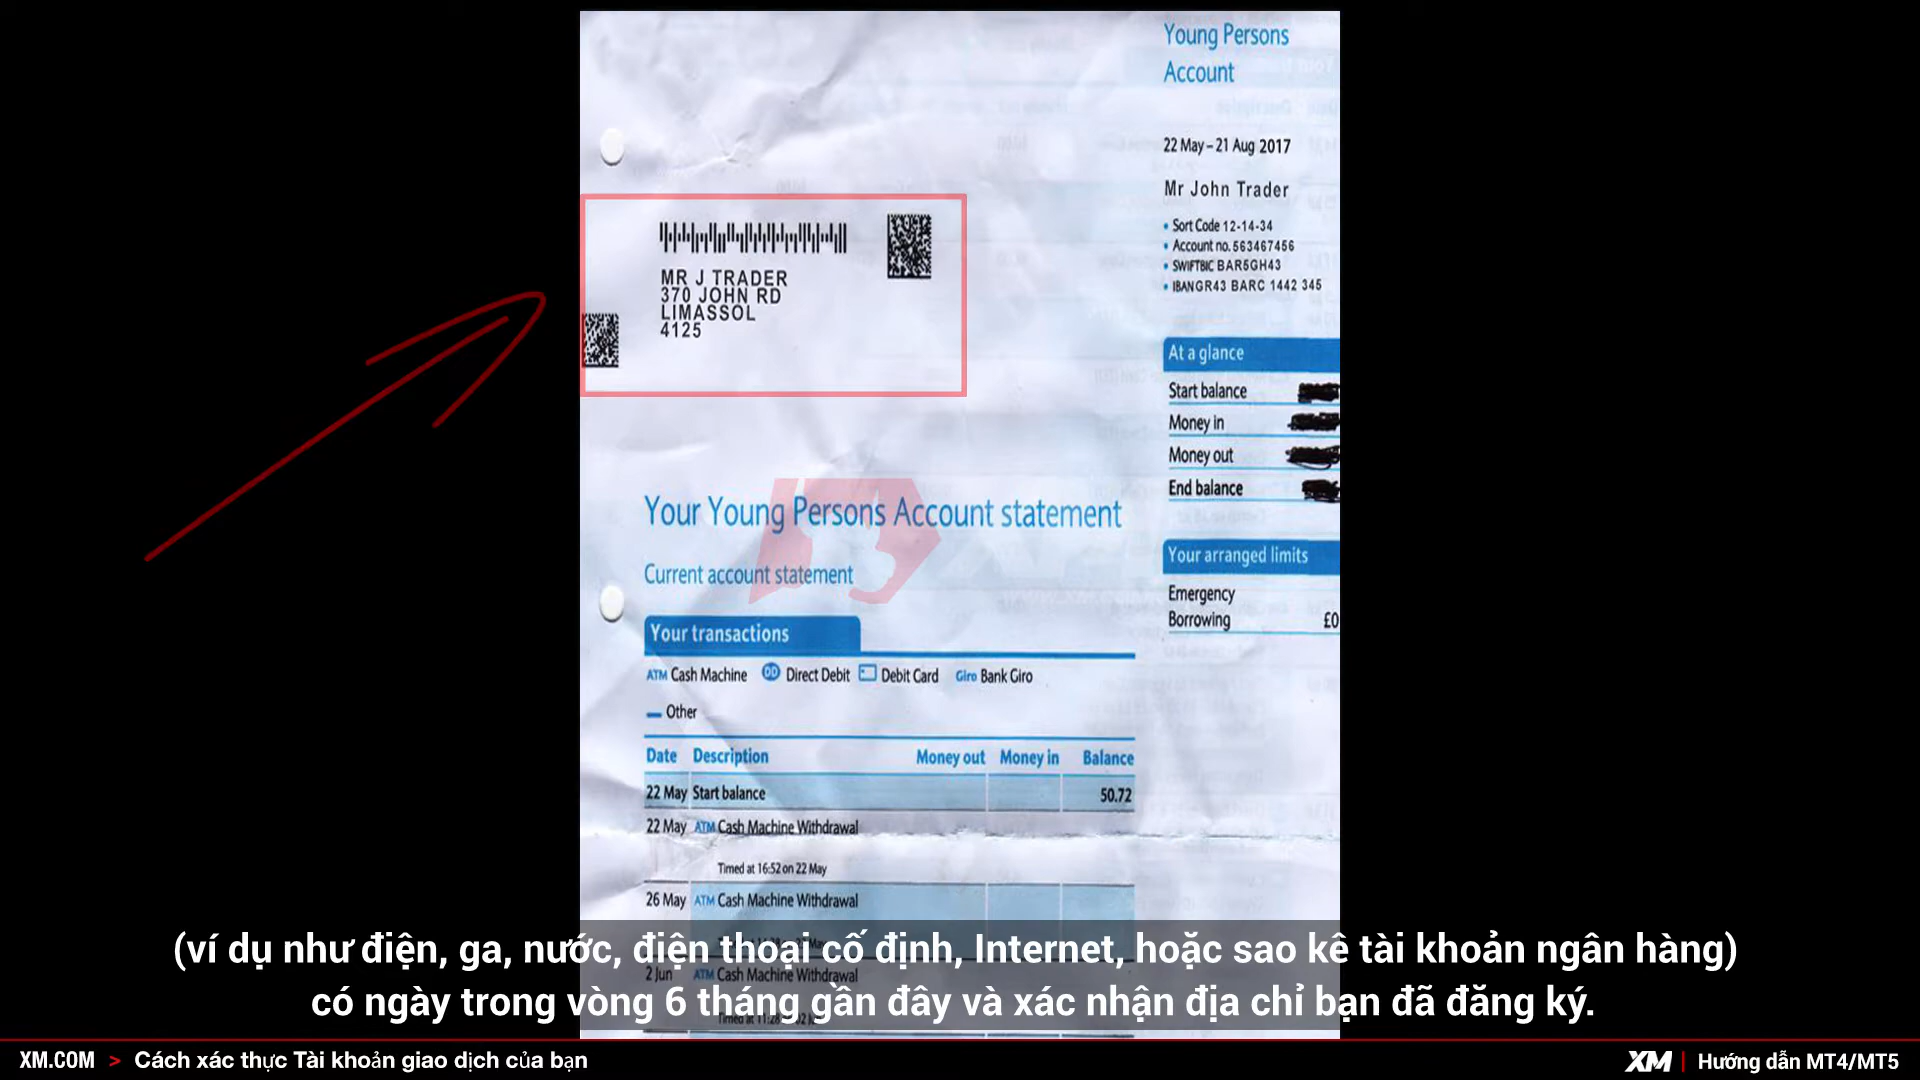 Young Persons
Account
22 May – 21 Aug 2017
Mr John Trader
• Sort Code 12-14-34
• Account no. 563467456
• SWIFTBIC BAR5GH43
• IBANGR43 BARC 1442 345
MR J TRADER
370 JOHN RD
LIMASSOL
4125
At a glance
Start balance
Money in
Money out
End balance
Your arranged limits
Emergency
Borrowing £0
Your Young Persons Account statement
Current account statement
Your transactions
ATM Cash Machine DD Direct Debit Debit Card Giro Bank Giro
Other
Date Description Money out Money in Balance
22 May Start balance 50.72
22 May ATM Cash Machine Withdrawal
Timed at 16:52 on 22 May
26 May ATM Cash Machine Withdrawal
2 Jun ATM Cash Machine Withdrawal
(ví dụ như điện, ga, nước, điện thoại cố định, Internet, hoặc sao kê tài khoản ngân hàng)
có ngày trong vòng 6 tháng gần đây và xác nhận địa chỉ bạn đã đăng ký.
XM.COM > Cách xác thực Tài khoản giao dịch của bạn
XM | Hướng dẫn MT4/MT5